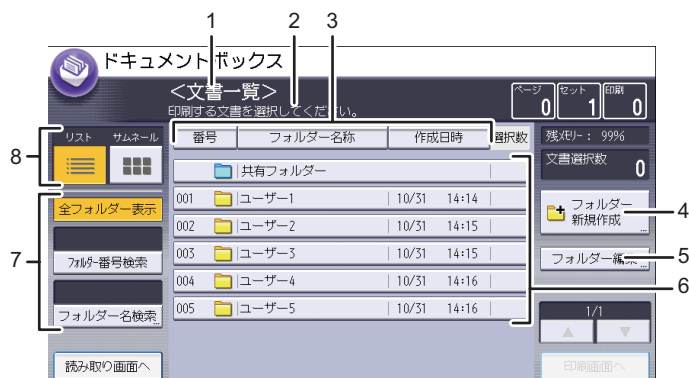 1 2 3
ドキュメントボックス
<文書一覧>
印刷する文書を選択してください。
ページ セット 印刷
0 1 0
8
リスト サムネール
番号 フォルダー名称 作成日時 選択数
残メモリー: 99%
文書選択数
0
共有フォルダー
7
全フォルダー表示
フォルダー番号検索
フォルダー名検索
001 ユーザー1 10/31 14:14
002 ユーザー2 10/31 14:15
003 ユーザー3 10/31 14:15
004 ユーザー4 10/31 14:16
005 ユーザー5 10/31 14:16
フォルダー
新規作成
4
フォルダー編集
5
6
1/1
▲ ▼
読み取り画面へ
印刷画面へ